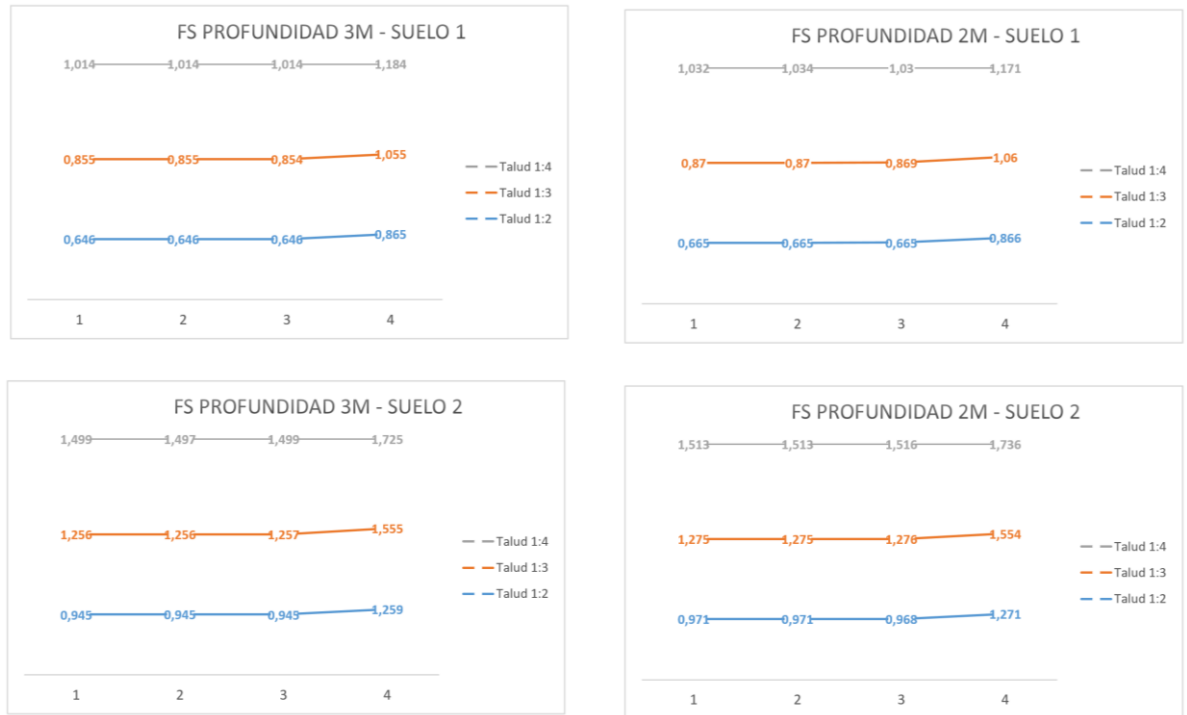 FS PROFUNDIDAD 3M - SUELO 1
1,014 1,014 1,014 1,184
0,855 0,855 0,854 1,055
0,646 0,646 0,646 0,865
Talud 1:4
Talud 1:3
Talud 1:2
1 2 3 4
FS PROFUNDIDAD 2M - SUELO 1
1,032 1,034 1,03 1,171
0,87 0,87 0,869 1,06
0,665 0,665 0,665 0,866
Talud 1:4
Talud 1:3
Talud 1:2
1 2 3 4
FS PROFUNDIDAD 3M - SUELO 2
1,499 1,497 1,499 1,725
1,256 1,256 1,257 1,555
0,945 0,945 0,945 1,259
Talud 1:4
Talud 1:3
Talud 1:2
1 2 3 4
FS PROFUNDIDAD 2M - SUELO 2
1,513 1,513 1,516 1,736
1,275 1,275 1,276 1,554
0,971 0,971 0,968 1,271
Talud 1:4
Talud 1:3
Talud 1:2
1 2 3 4